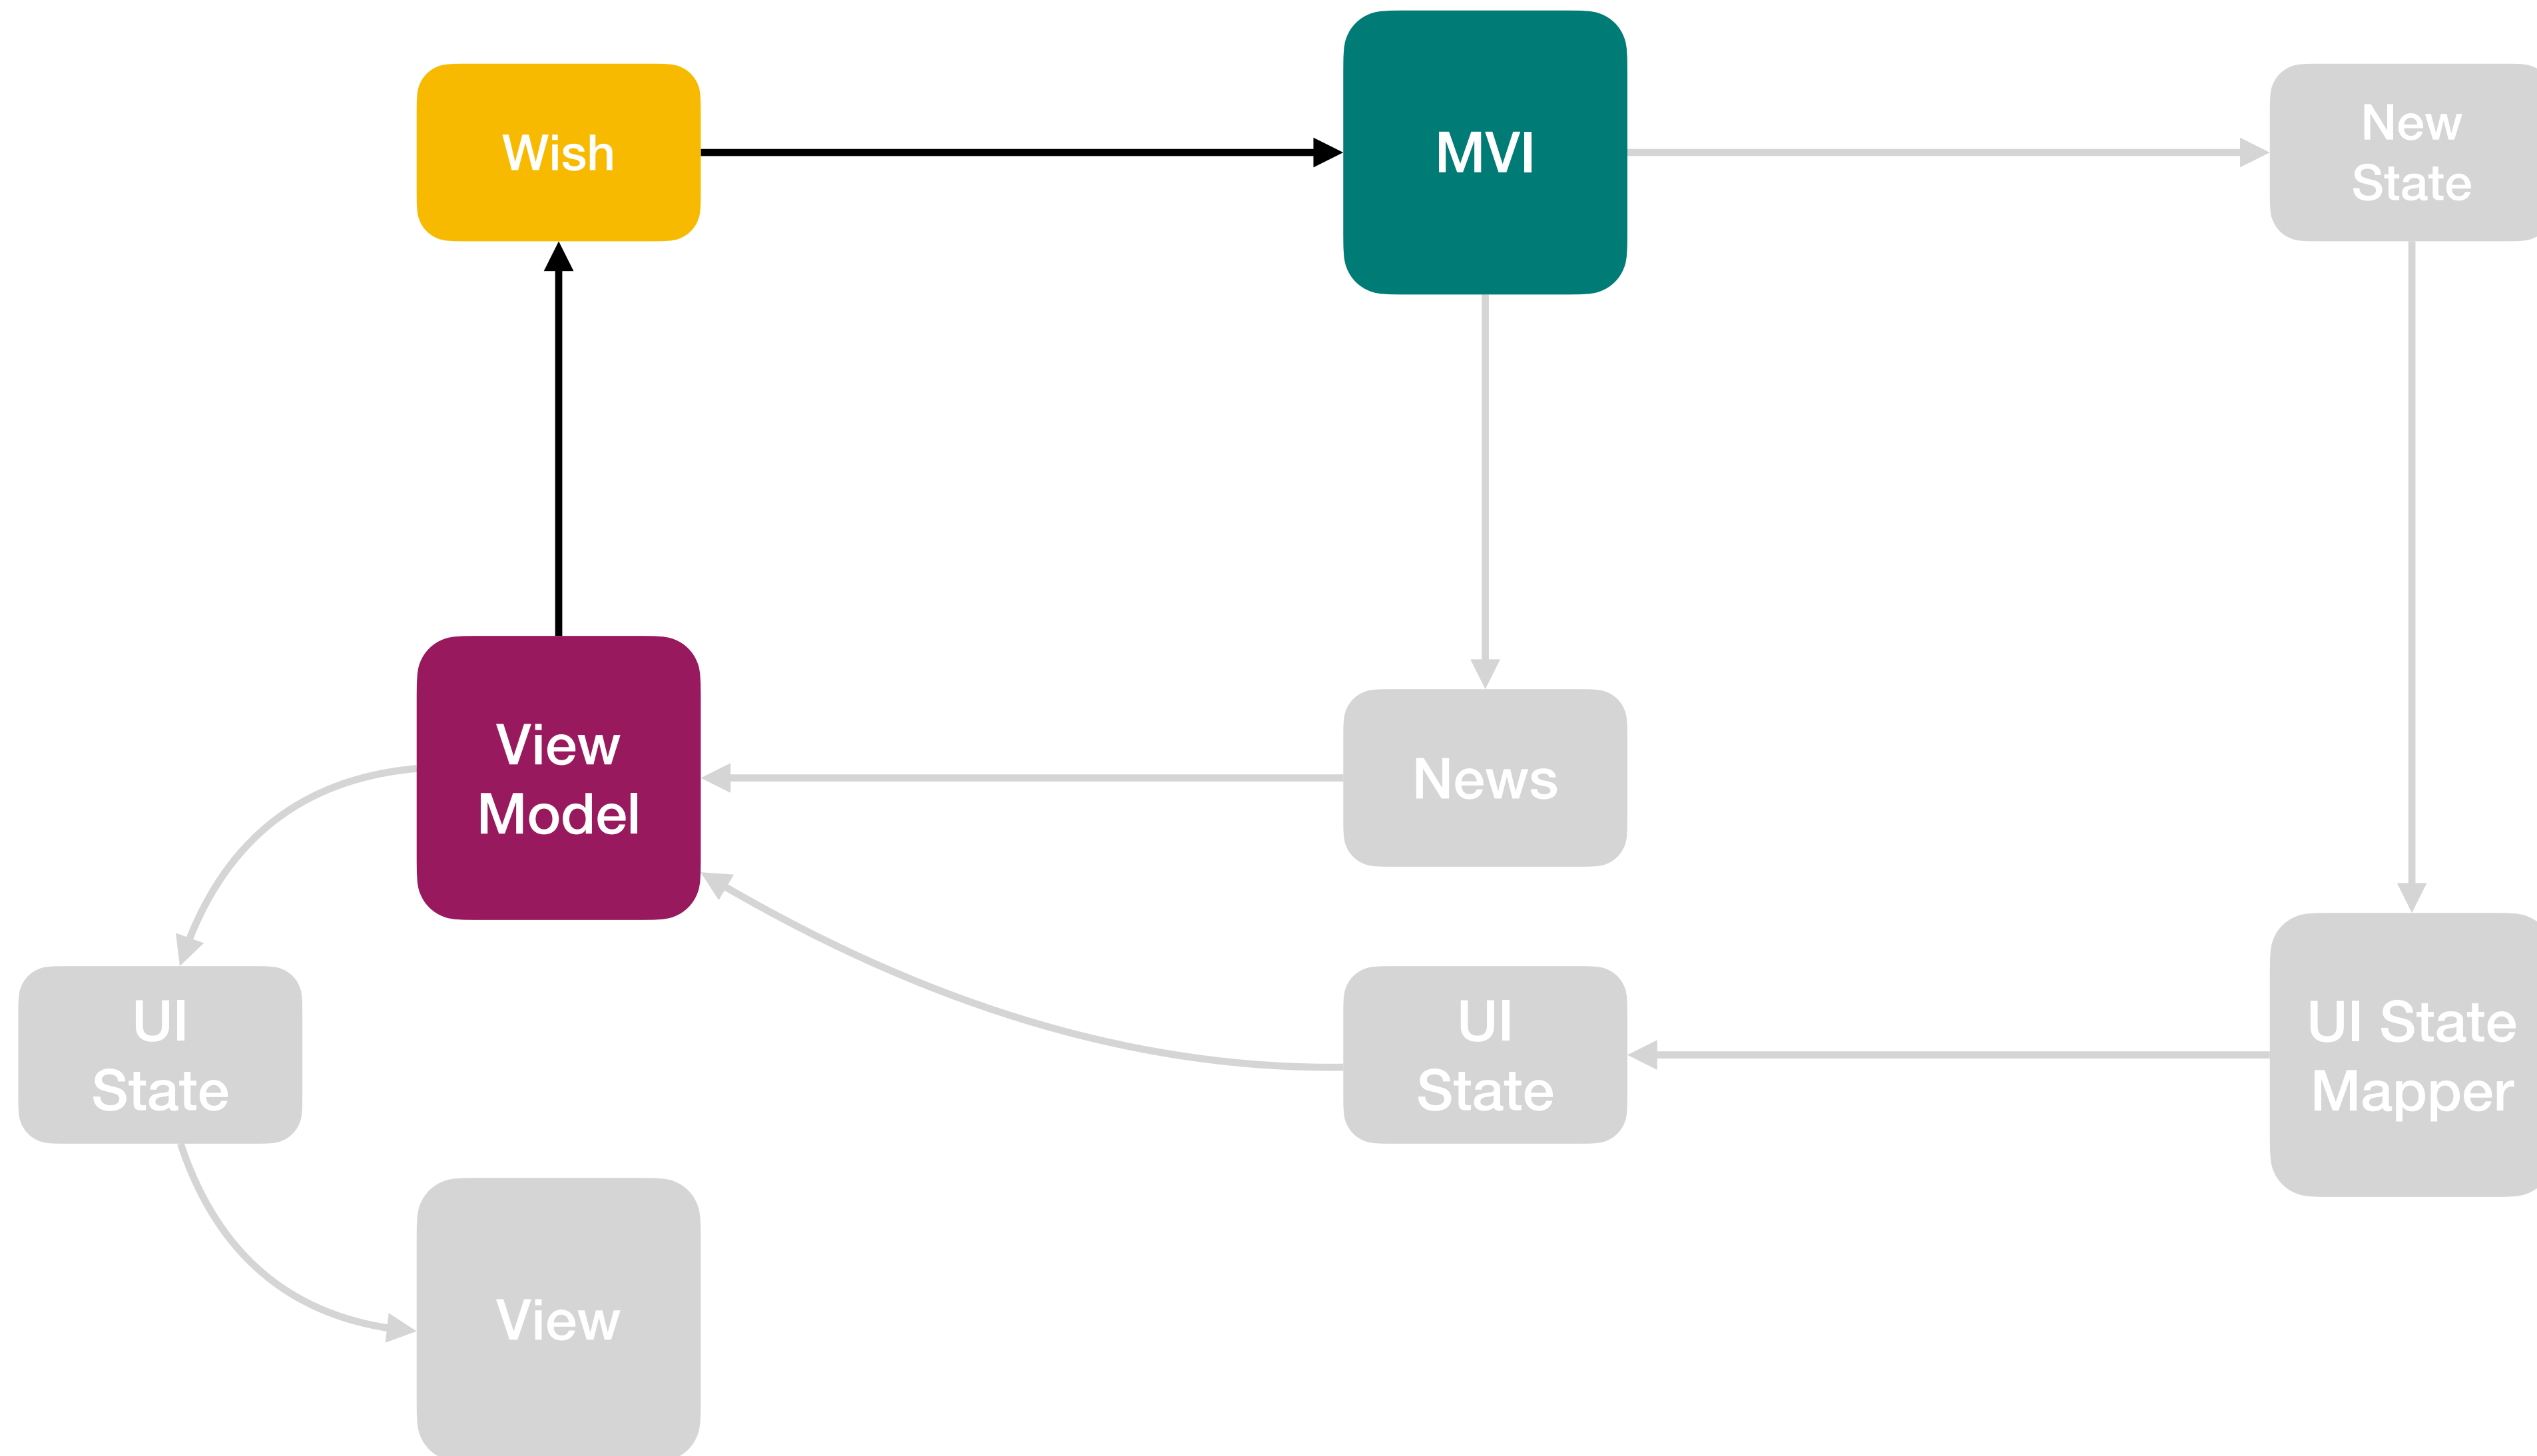 Wish
MVI
New
State
View
Model
News
UI
State
UI
State
UI State
Mapper
View